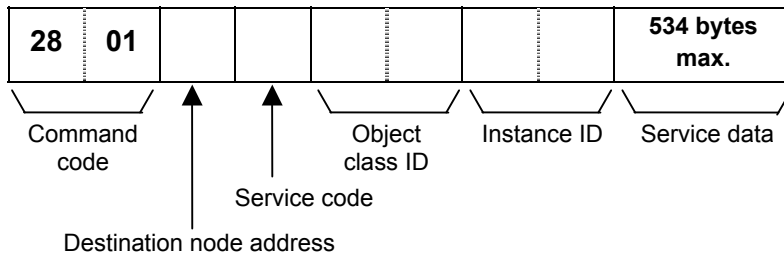 28 01 534 bytes
max.
Command
code
Object
class ID
Instance ID
Service data
Service code
Destination node address